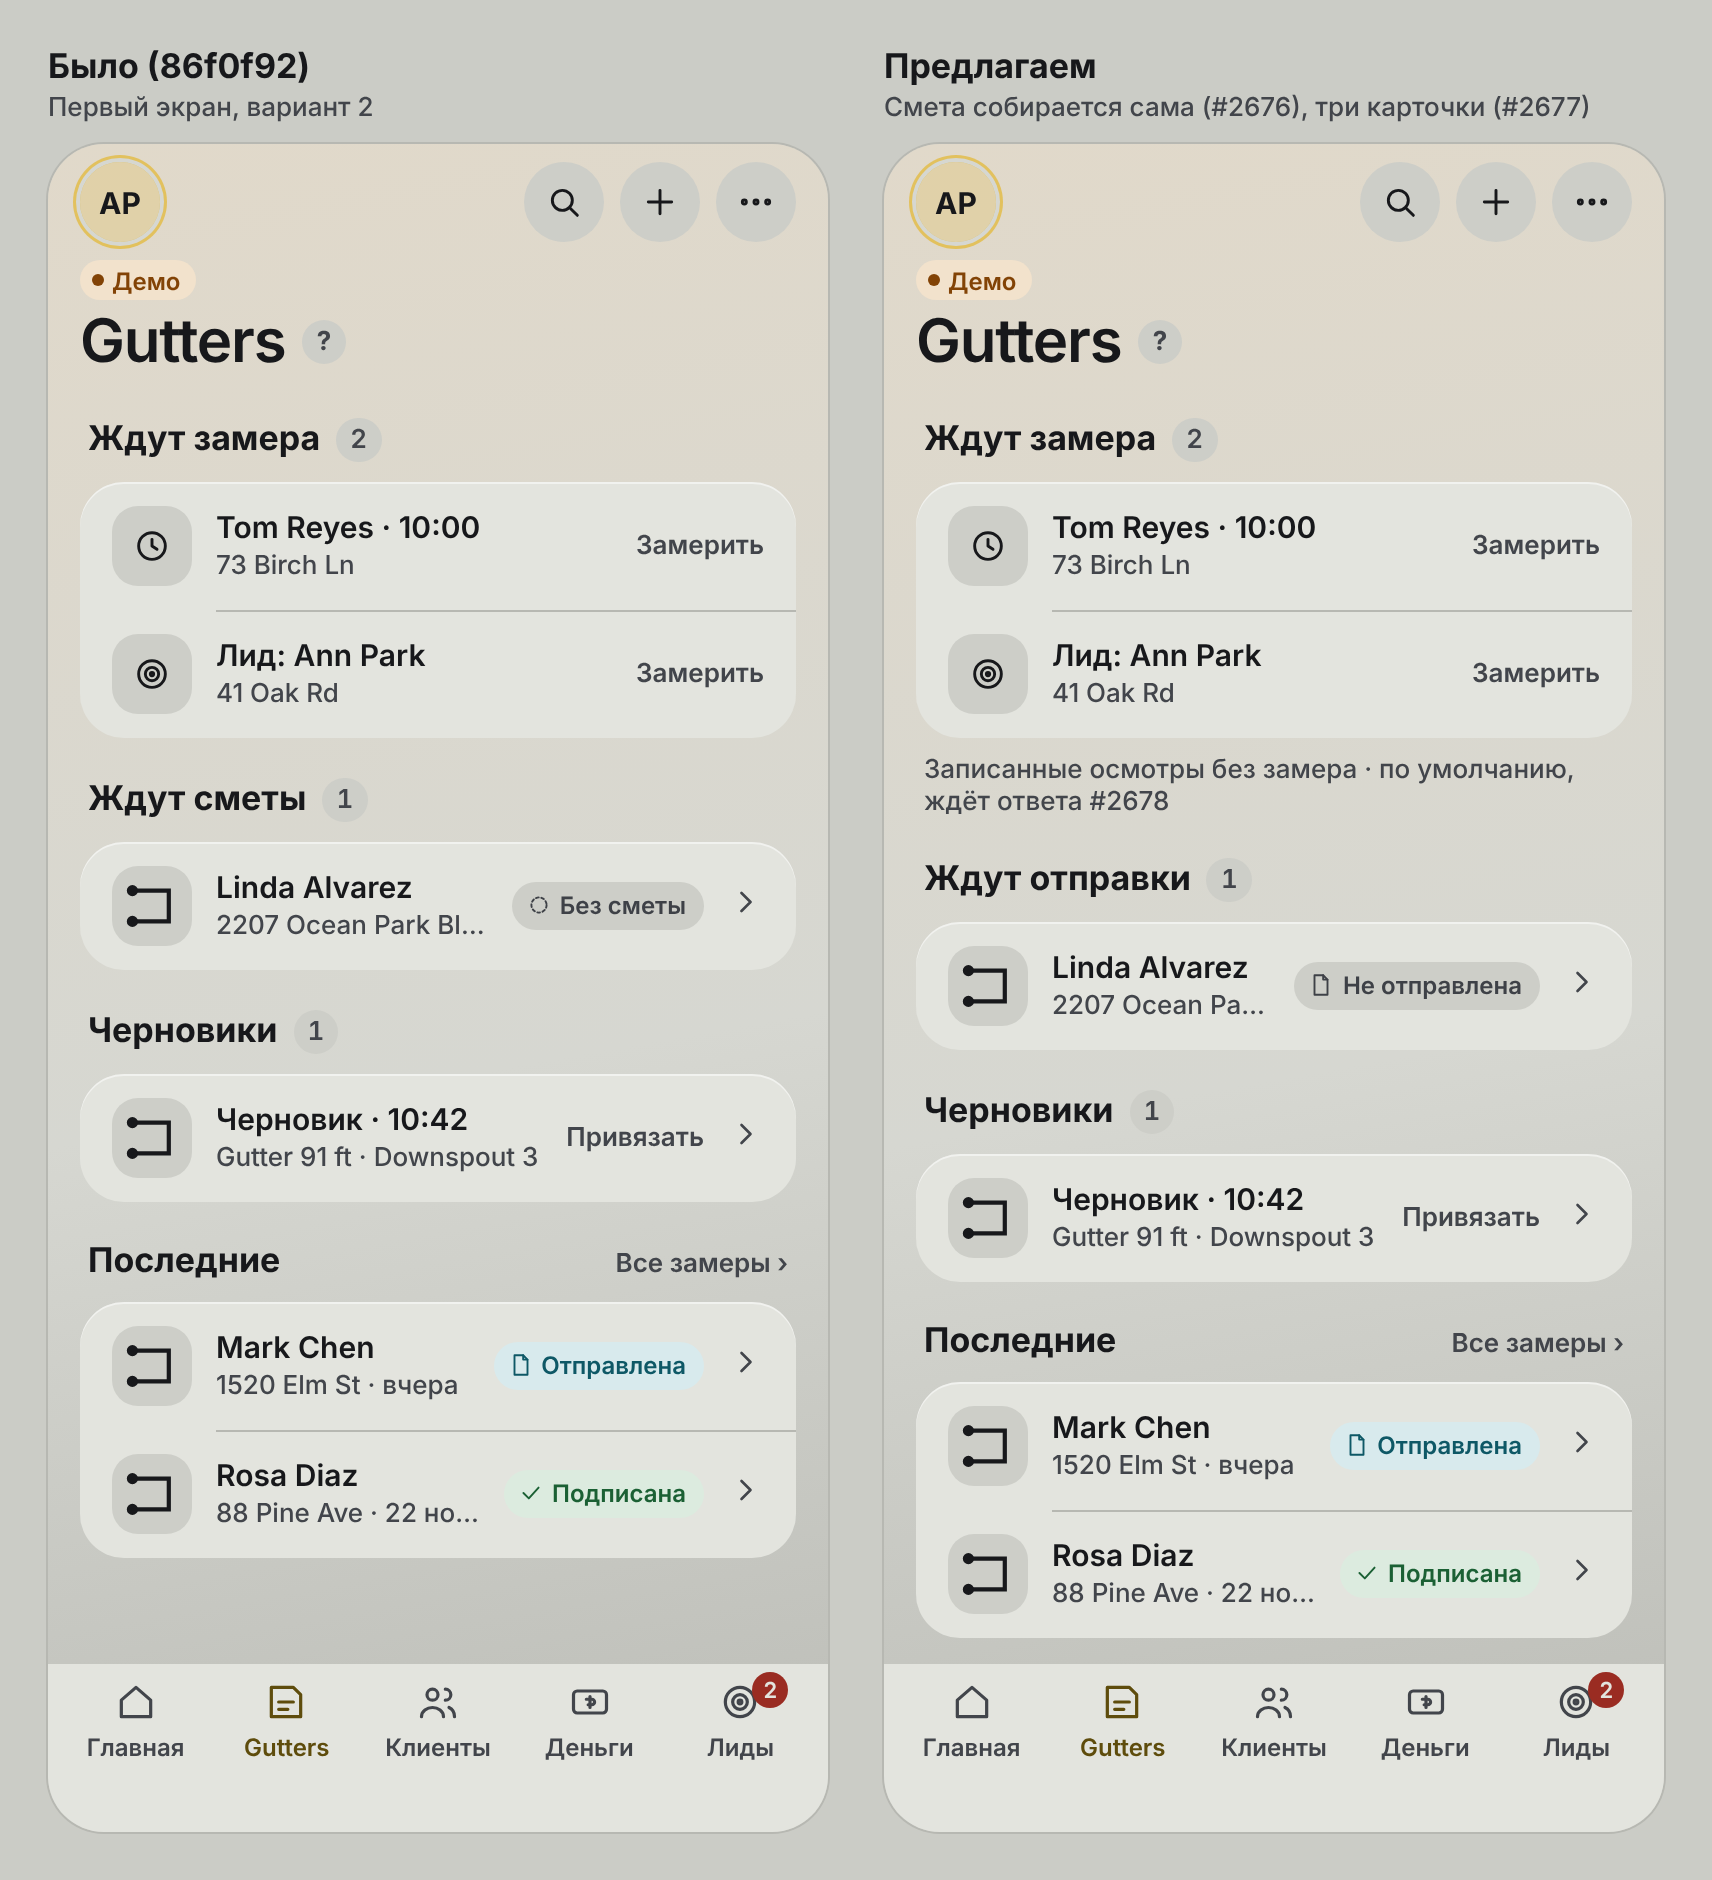 Было (86f0f92)
Первый экран, вариант 2
AP
Демо
Gutters ?
Ждут замера 2
Tom Reyes · 10:00
73 Birch Ln
Замерить
Лид: Ann Park
41 Oak Rd
Замерить
Ждут сметы 1
Linda Alvarez
2207 Ocean Park Bl...
Без сметы
Черновики 1
Черновик · 10:42
Gutter 91 ft · Downspout 3
Привязать
Последние
Все замеры ›
Mark Chen
1520 Elm St · вчера
Отправлена
Rosa Diaz
88 Pine Ave · 22 но...
Подписана
2
Главная
Gutters
Клиенты
Деньги
Лиды
Предлагаем
Смета собирается сама (#2676), три карточки (#2677)
AP
Демо
Gutters ?
Ждут замера 2
Tom Reyes · 10:00
73 Birch Ln
Замерить
Лид: Ann Park
41 Oak Rd
Замерить
Записанные осмотры без замера · по умолчанию,
ждёт ответа #2678
Ждут отправки 1
Linda Alvarez
2207 Ocean Pa...
Не отправлена
Черновики 1
Черновик · 10:42
Gutter 91 ft · Downspout 3
Привязать
Последние
Все замеры ›
Mark Chen
1520 Elm St · вчера
Отправлена
Rosa Diaz
88 Pine Ave · 22 но...
Подписана
2
Главная
Gutters
Клиенты
Деньги
Лиды